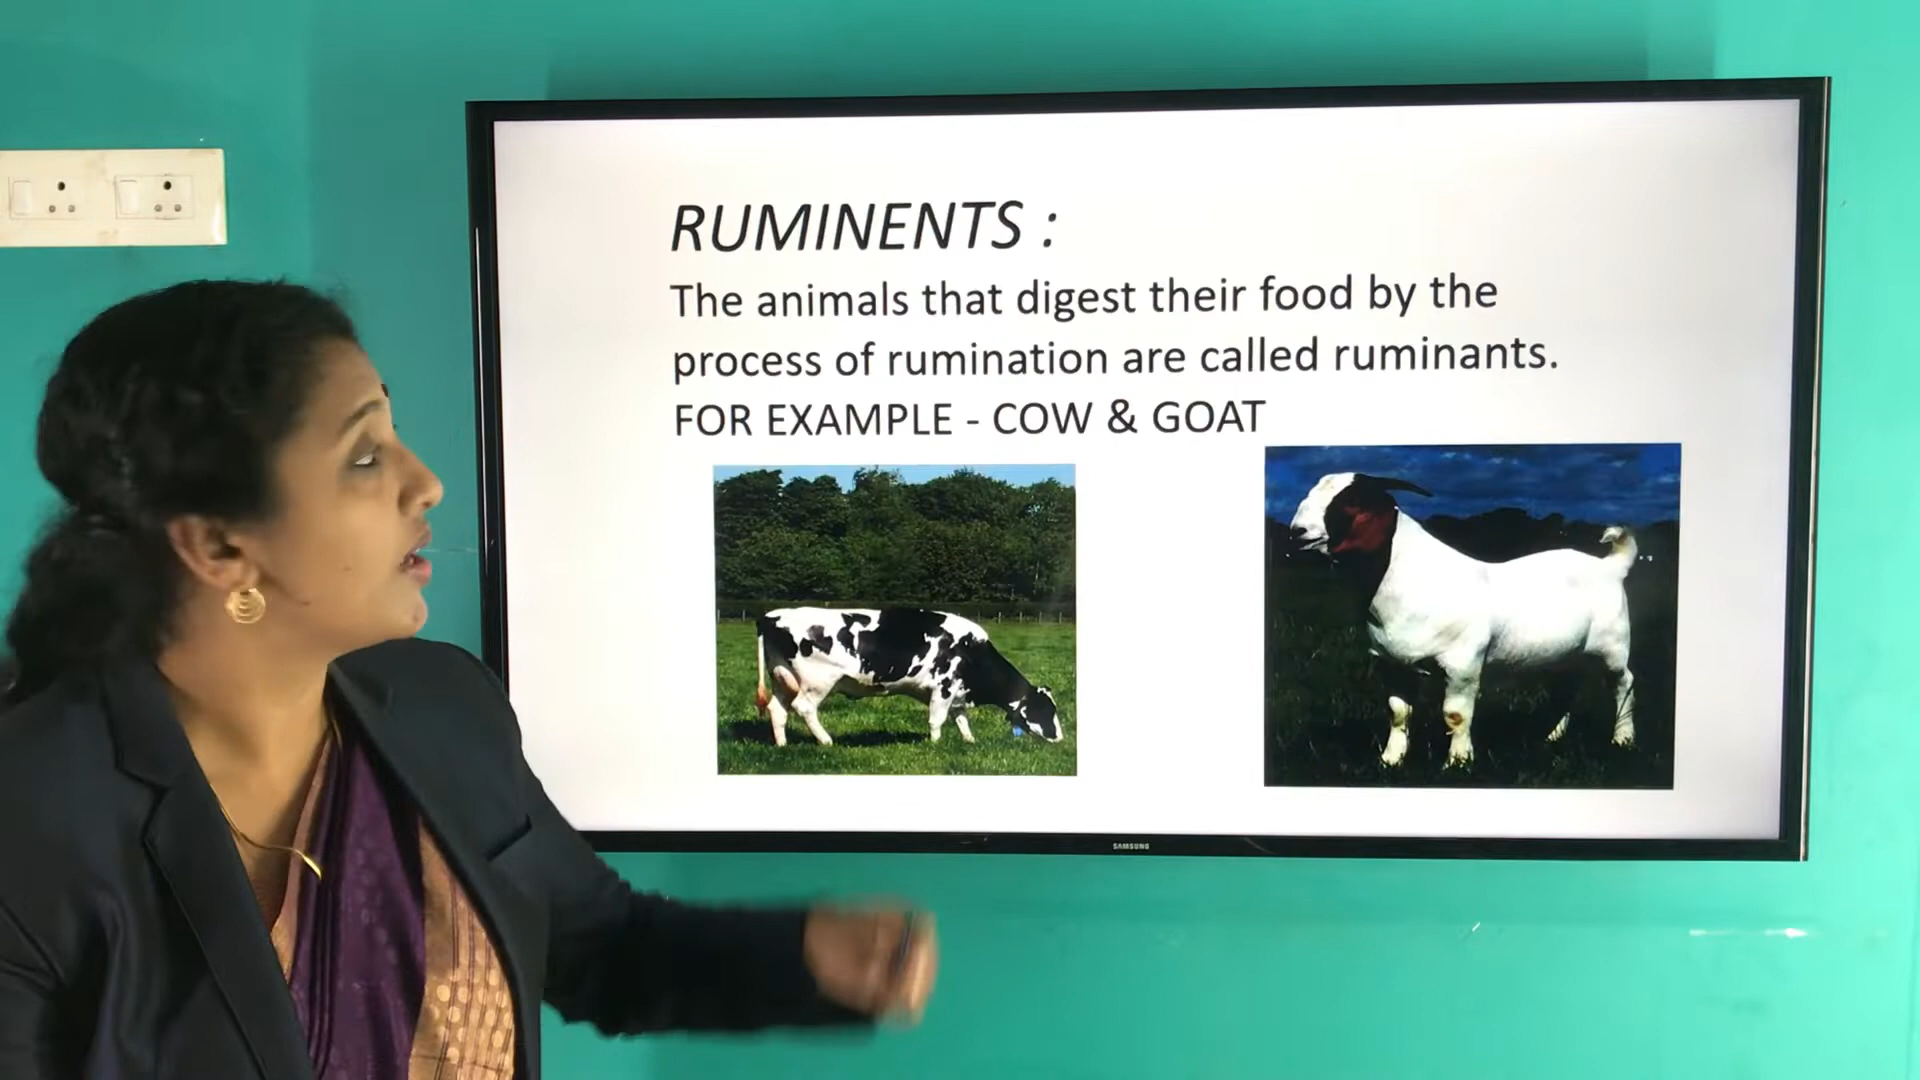 RUMINENTS :
The animals that digest their food by the
process of rumination are called ruminants.
FOR EXAMPLE - COW & GOAT
SAMSUNG